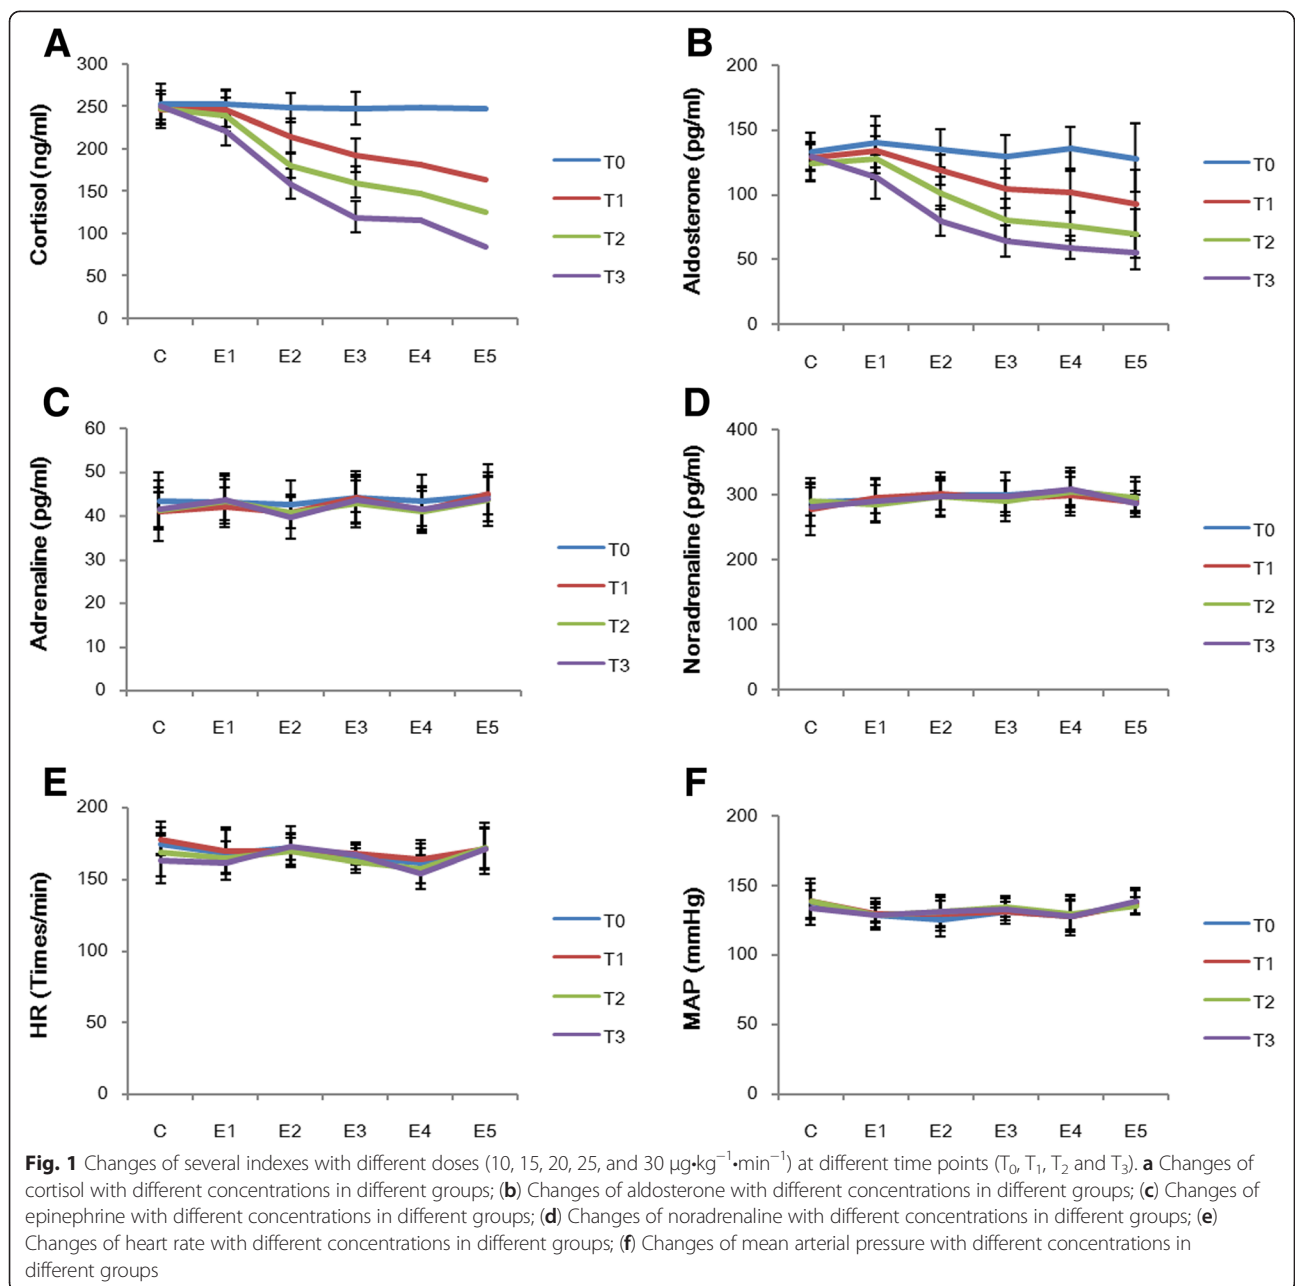 A
Cortisol (ng/ml)
300
250
200
150
100
50
0
C E1 E2 E3 E4 E5
T0
T1
T2
T3
B
Aldosterone (pg/ml)
200
150
100
50
0
C E1 E2 E3 E4 E5
T0
T1
T2
T3
C
Adrenaline (pg/ml)
60
50
40
30
20
10
0
C E1 E2 E3 E4 E5
T0
T1
T2
T3
D
Noradrenaline (pg/ml)
400
300
200
100
0
C E1 E2 E3 E4 E5
T0
T1
T2
T3
E
HR (Times/min)
200
150
100
50
0
C E1 E2 E3 E4 E5
T0
T1
T2
T3
F
MAP (mmHg)
200
150
100
50
0
C E1 E2 E3 E4 E5
T0
T1
T2
T3
Fig. 1 Changes of several indexes with different doses (10, 15, 20, 25, and 30 μg•kg⁻¹•min⁻¹) at different time points (T₀, T₁, T₂ and T₃). a Changes of
cortisol with different concentrations in different groups; (b) Changes of aldosterone with different concentrations in different groups; (c) Changes of
epinephrine with different concentrations in different groups; (d) Changes of noradrenaline with different concentrations in different groups; (e)
Changes of heart rate with different concentrations in different groups; (f) Changes of mean arterial pressure with different concentrations in
different groups